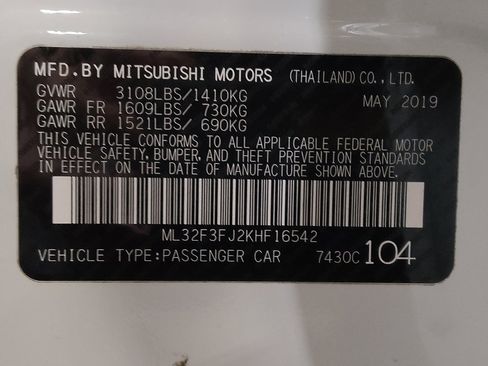 MFD.BY MITSUBISHI MOTORS (THAILAND) CO., LTD.
GVWR 3108LBS/1410KG MAY 2019
GAWR FR 1609LBS/ 730KG
GAWR RR 1521LBS/ 690KG
THIS VEHICLE CONFORMS TO ALL APPLICABLE FEDERAL MOTOR
VEHICLE SAFETY, BUMPER, AND THEFT PREVENTION STANDARDS
IN EFFECT ON THE DATE OF MANUFACTURE SHOWN ABOVE.
ML32F3FJ2KHF16542
VEHICLE TYPE:PASSENGER CAR 7430C 104